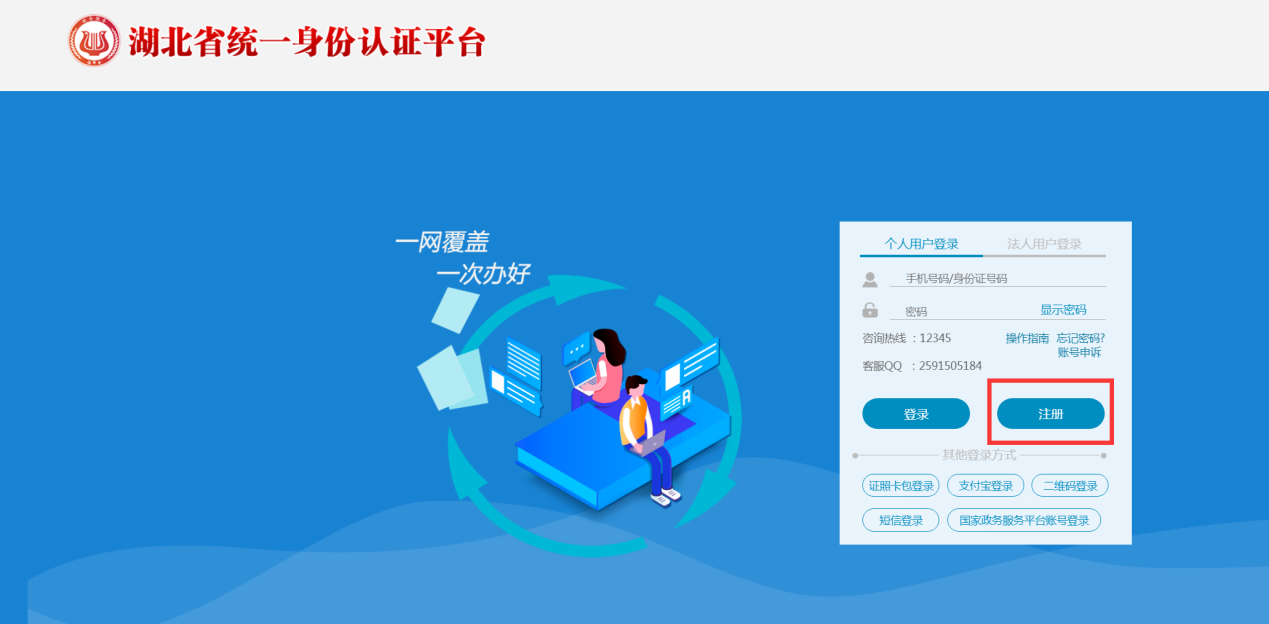 湖北省统一身份认证平台
一网覆盖
一次办好
个人用户登录 法人用户登录
手机号码/身份证号码
密码 显示密码
咨询热线 ：12345 操作指南 忘记密码?
账号申诉
客服QQ ：2591505184
登录 注册
其他登录方式
证照卡包登录 支付宝登录 二维码登录
短信登录 国家政务服务平台账号登录